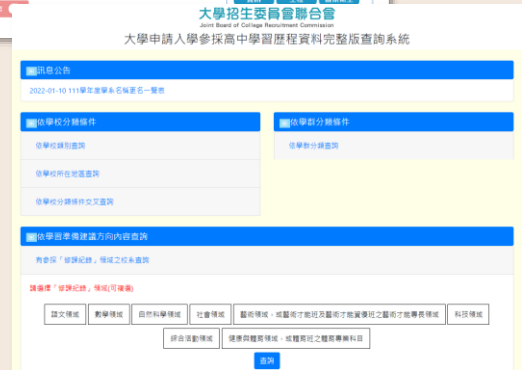 大學招生委員會聯合會
Joint Board of College Recruitment Commission
大學申請入學參採高中學習歷程資料完整版查詢系統
訊息公告
2022-01-10 111學年度學系名稱更名一覽表
依學校分類條件
依學群分類條件
依學校類別查詢
依學群分類查詢
依學校所在地區查詢
依學校分類條件交叉查詢
依學習準備建議方向內容查詢
有參採「修課紀錄」領域之校系查詢
請選擇「修課紀錄」領域(可複選)
語文領域 數學領域 自然科學領域 社會領域 藝術領域，或藝術才能班及藝術才能資優班之藝術才能專長領域 科技領域
綜合活動領域 健康與體育領域，或體育班之體育專業科目
查詢